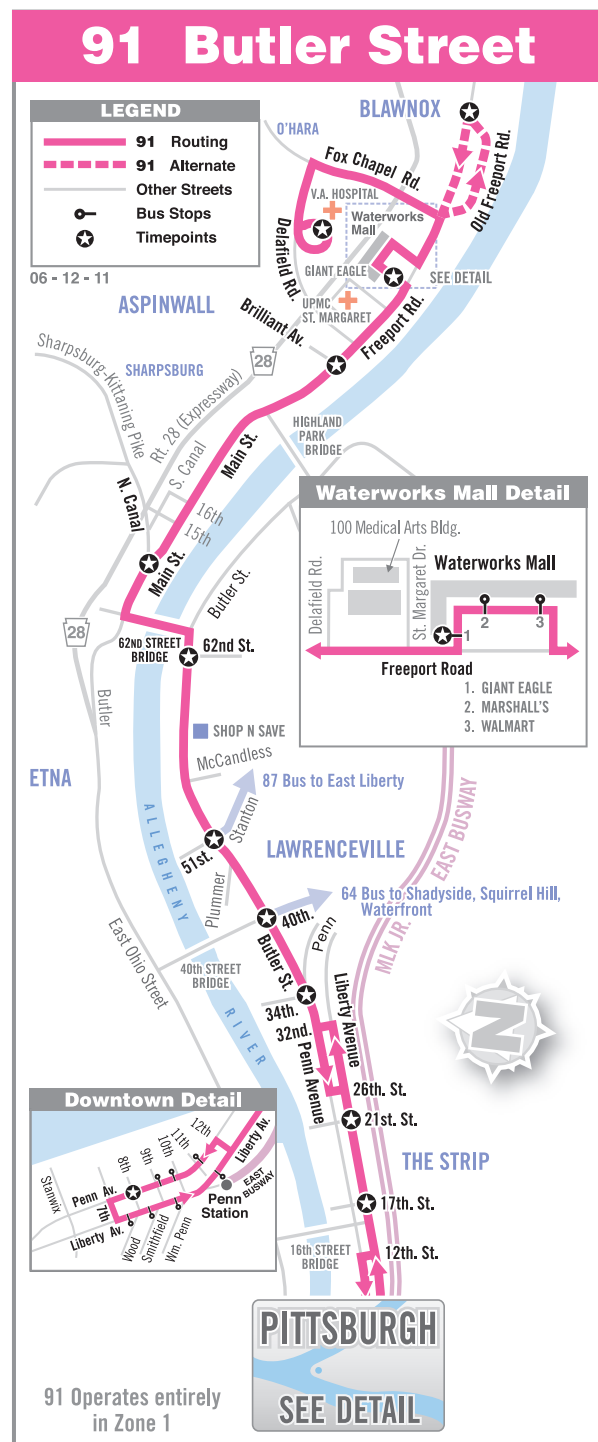 91 Butler Street
LEGEND
91 Routing
91 Alternate
Other Streets
Bus Stops
Timepoints
06 - 12 - 11
BLAWNOX
O'HARA
Fox Chapel Rd.
Old Freeport Rd.
V.A. HOSPITAL
Waterworks
Mall
Delafield Rd.
GIANT EAGLE
SEE DETAIL
UPMC
ST. MARGARET
Freeport Rd.
ASPINWALL
Brilliant Av.
Sharpsburg-Kittaning Pike
SHARPSBURG
28
Rt. 28 (Expressway)
HIGHLAND
PARK
BRIDGE
S. Canal
Main St.
N. Canal
16th
15th
Main St.
Butler St.
28
62ND STREET
BRIDGE
62nd St.
Waterworks Mall Detail
100 Medical Arts Bldg.
Delafield Rd.
St. Margaret Dr.
Waterworks Mall
1
2
3
Freeport Road
1. GIANT EAGLE
2. MARSHALL'S
3. WALMART
Butler
SHOP N SAVE
McCandless
ETNA
87 Bus to East Liberty
Stanton
ALLEGHENY
51st.
LAWRENCEVILLE
EAST BUSWAY
Plummer
64 Bus to Shadyside, Squirrel Hill,
Waterfront
40th.
MLK JR.
East Ohio Street
40th STREET
BRIDGE
Butler St.
Penn
RIVER
34th.
32nd.
Liberty Avenue
Penn Avenue
N
26th. St.
21st. St.
THE STRIP
17th. St.
16th STREET
BRIDGE
12th. St.
Downtown Detail
Stanwix
8th
9th
10th
11th
12th
Liberty Av.
Penn Av.
7th
Penn
Station
EAST
BUSWAY
Liberty Av.
Wood
Smithfield
Wm. Penn
PITTSBURGH
SEE DETAIL
91 Operates entirely
in Zone 1